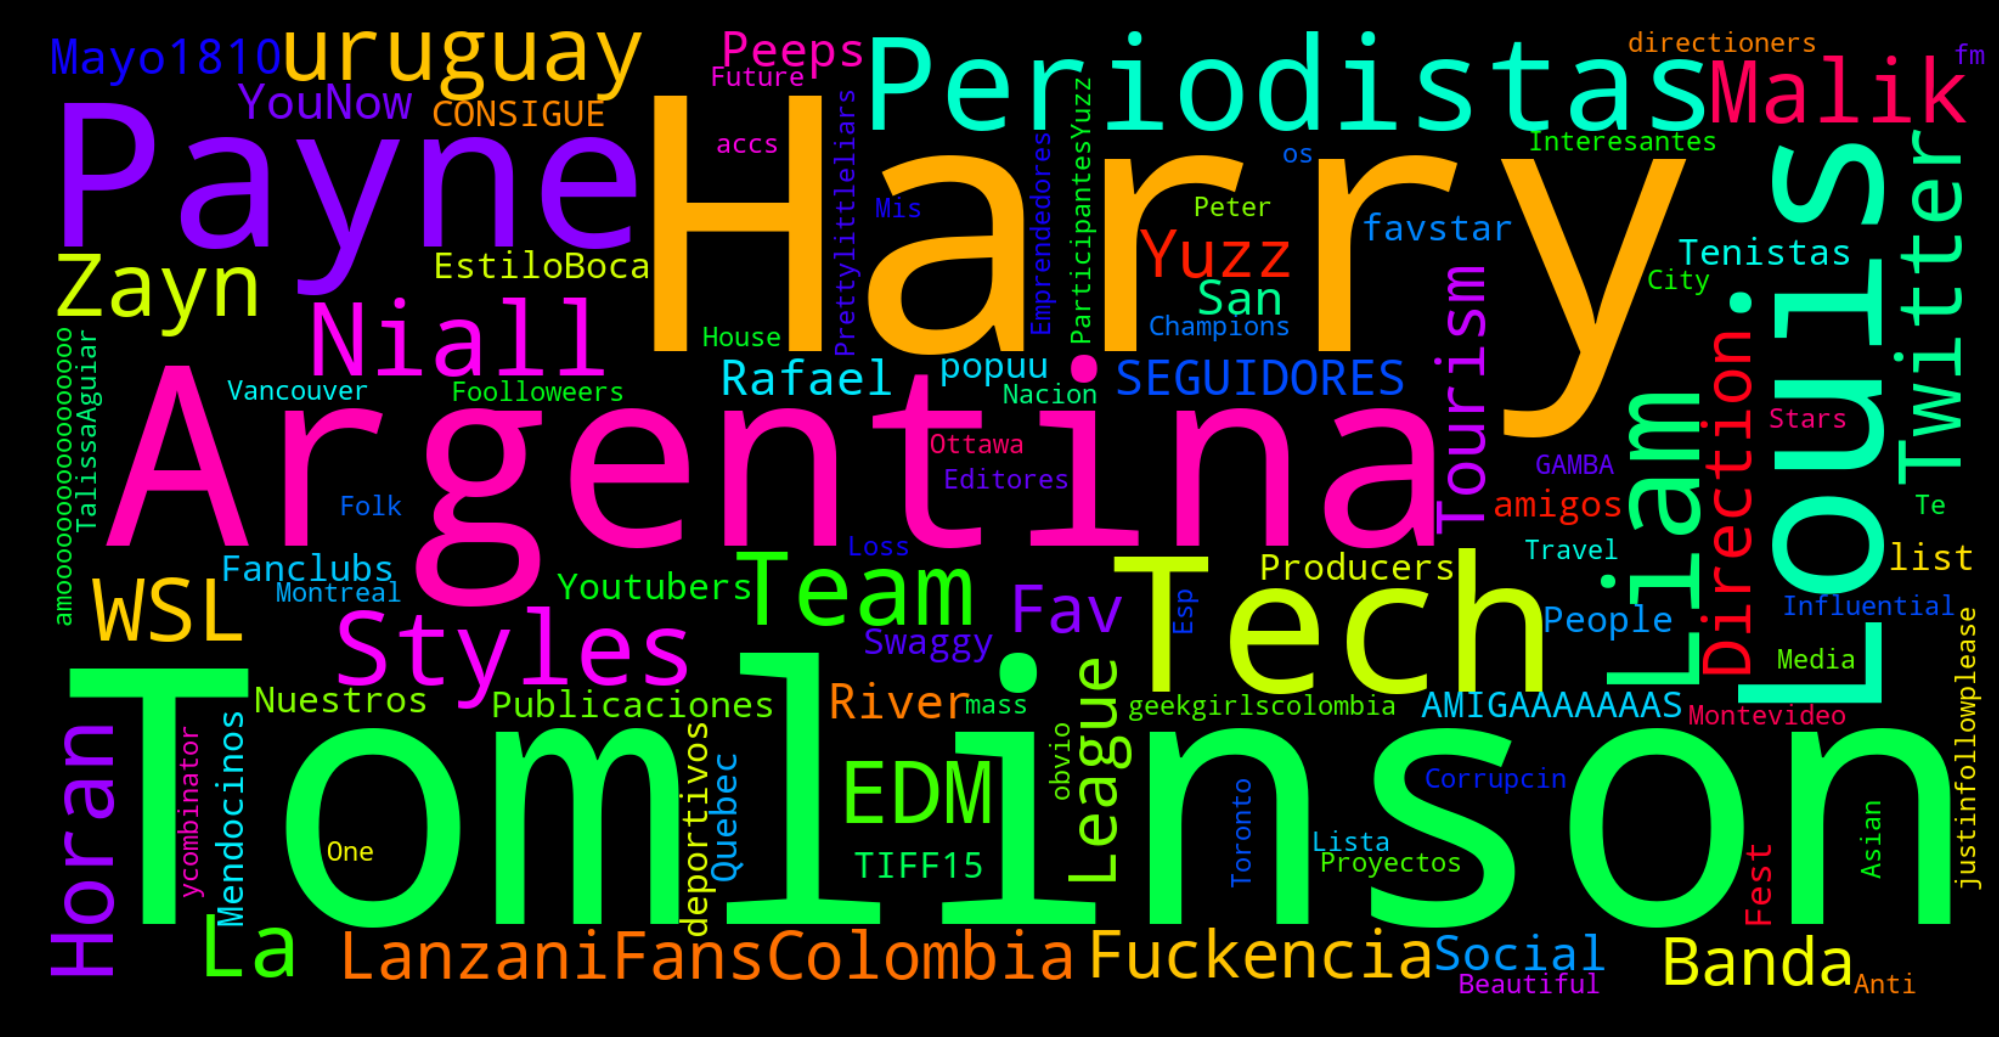 Mayo1810
uruguay
Peeps
Future
Periodistas
directioners
Malik
fm
YouNow
CONSIGUE
Payne
Harry
accs
Prettylittleliars
Mis
Emprendedores
ParticipantesYuzz
os
Interesantes
Twitter
Peter
favstar
Yuzz
San
Champions
Tenistas
City
Louis
Zayn
EstiloBoca
Niall
House
Tourism
Direction
amoooooooooooooooooooo
TalissaAguiar
Vancouver
Foolloweers
Rafael
popuu
Nacion
SEGUIDORES
Argentina
Liam
Stars
Ottawa
Editores
GAMBA
Folk
amigos
Te
Loss
Travel
list
Fanclubs
Montreal
WSL
Youtubers
Team
Fav
Tech
Esp
Producers
People
Influential
Styles
Swaggy
Media
justinfollowplease
Nuestros
Publicaciones
River
mass
League
geekgirlscolombia
AMIGAAAAAAAS
Montevideo
Tomlinson
Horan
ycombinator
Mendocinos
deportivos
Quebec
EDM
obvio
Toronto
Corrupcin
One
TIFF15
Lista
Proyectos
Fest
Asian
La
LanzaniFansColombia
Fuckencia
Social
Beautiful
Banda
Anti